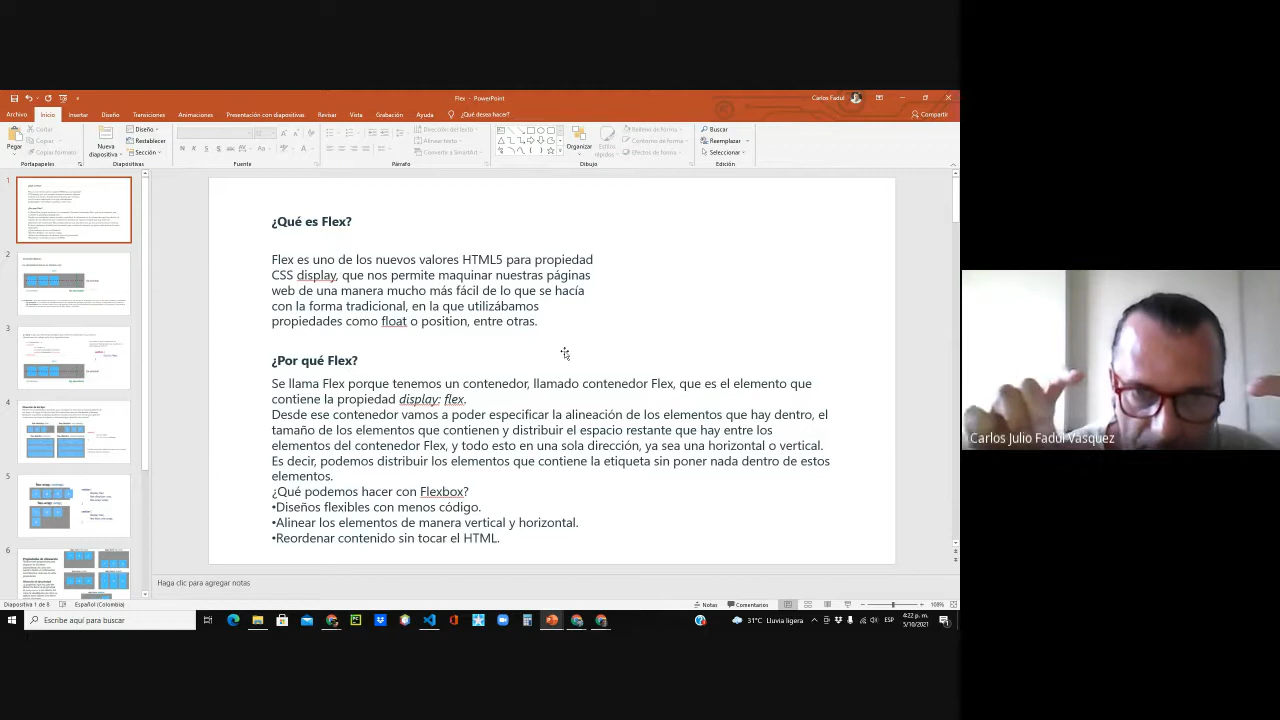 Flex - PowerPoint
Carlos Fadul
Archivo Inicio Insertar Diseño Transiciones Animaciones Presentación con diapositivas Revisar Vista Grabación Ayuda ¿Qué desea hacer? Compartir
Pegar
Cortar
Copiar
Copiar formato
Portapapeles
Nueva diapositiva
Diseño
Restablecer
Sección
Diapositivas
Fuente
Dirección del texto
Alinear texto
Convertir a SmartArt
Párrafo
Organizar
Estilos rápidos
Relleno de forma
Contorno de forma
Efectos de forma
Dibujo
Buscar
Reemplazar
Seleccionar
Edición
1
2
3
4
5
6
¿Qué es Flex?
Flex es uno de los nuevos valores HTML5 para propiedad
CSS display, que nos permite maquinar nuestras páginas
web de una manera mucho más fácil de lo que se hacía
con la forma tradicional, en la que utilizábamos
propiedades como float o position, entre otras.
¿Por qué Flex?
Se llama Flex porque tenemos un contenedor, llamado contenedor Flex, que es el elemento que
contiene la propiedad display: flex.
Desde ese contenedor vamos a poder especificar la alineación de los elementos que hay dentro, el
tamaño de los elementos que contienen y distribuir el espacio restante que hay entre los
elementos del contenedor Flex, y todo esto en una sola dirección, ya sea una horizontal o vertical.
Es decir, podemos distribuir los elementos que contiene la etiqueta sin poner nada dentro de estos
elementos.
¿Qué podemos hacer con Flexbox?
•Diseños flexibles con menos código.
•Alinear los elementos de manera vertical y horizontal.
•Reordenar contenido sin tocar el HTML.
Carlos Julio Fadul Vasquez
Haga clic para agregar notas
Diapositiva 1 de 8 Español (Colombia) Notas Comentarios 108%
Escribe aquí para buscar
31°C Lluvia ligera ESP
4:22 p. m.
5/10/2021